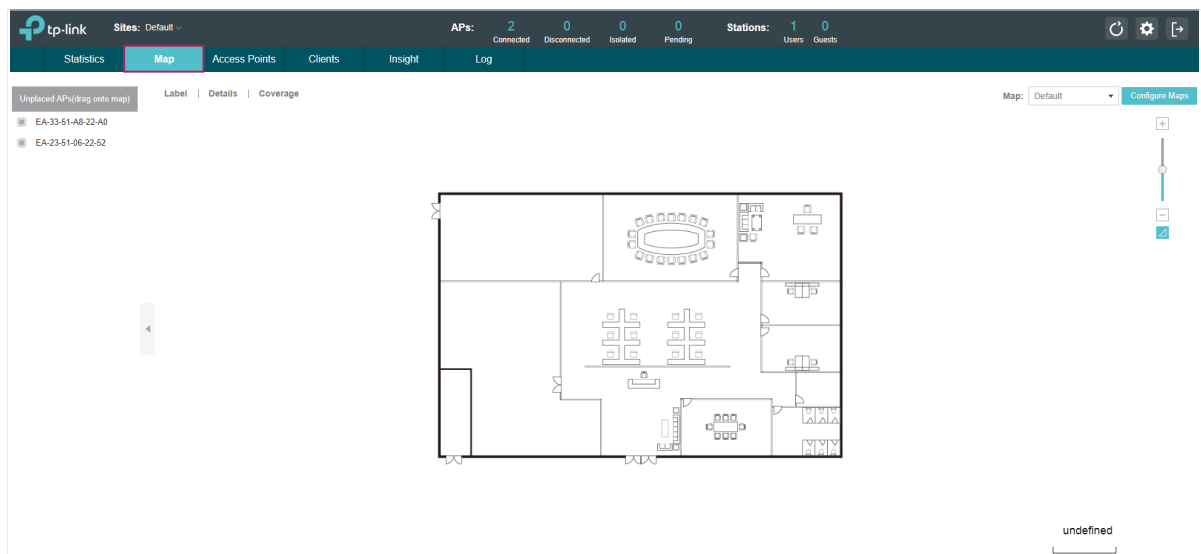 tp-link Sites: Default APs: 2 0 0 0 Stations: 1 0
Connected Disconnected Isolated Pending Users Guests
Statistics Map Access Points Clients Insight Log
Unplaced APs(drag onto map) Label | Details | Coverage Map: Default Configure Maps
EA-33-51-A8-22-A0
EA-23-51-06-22-52
undefined